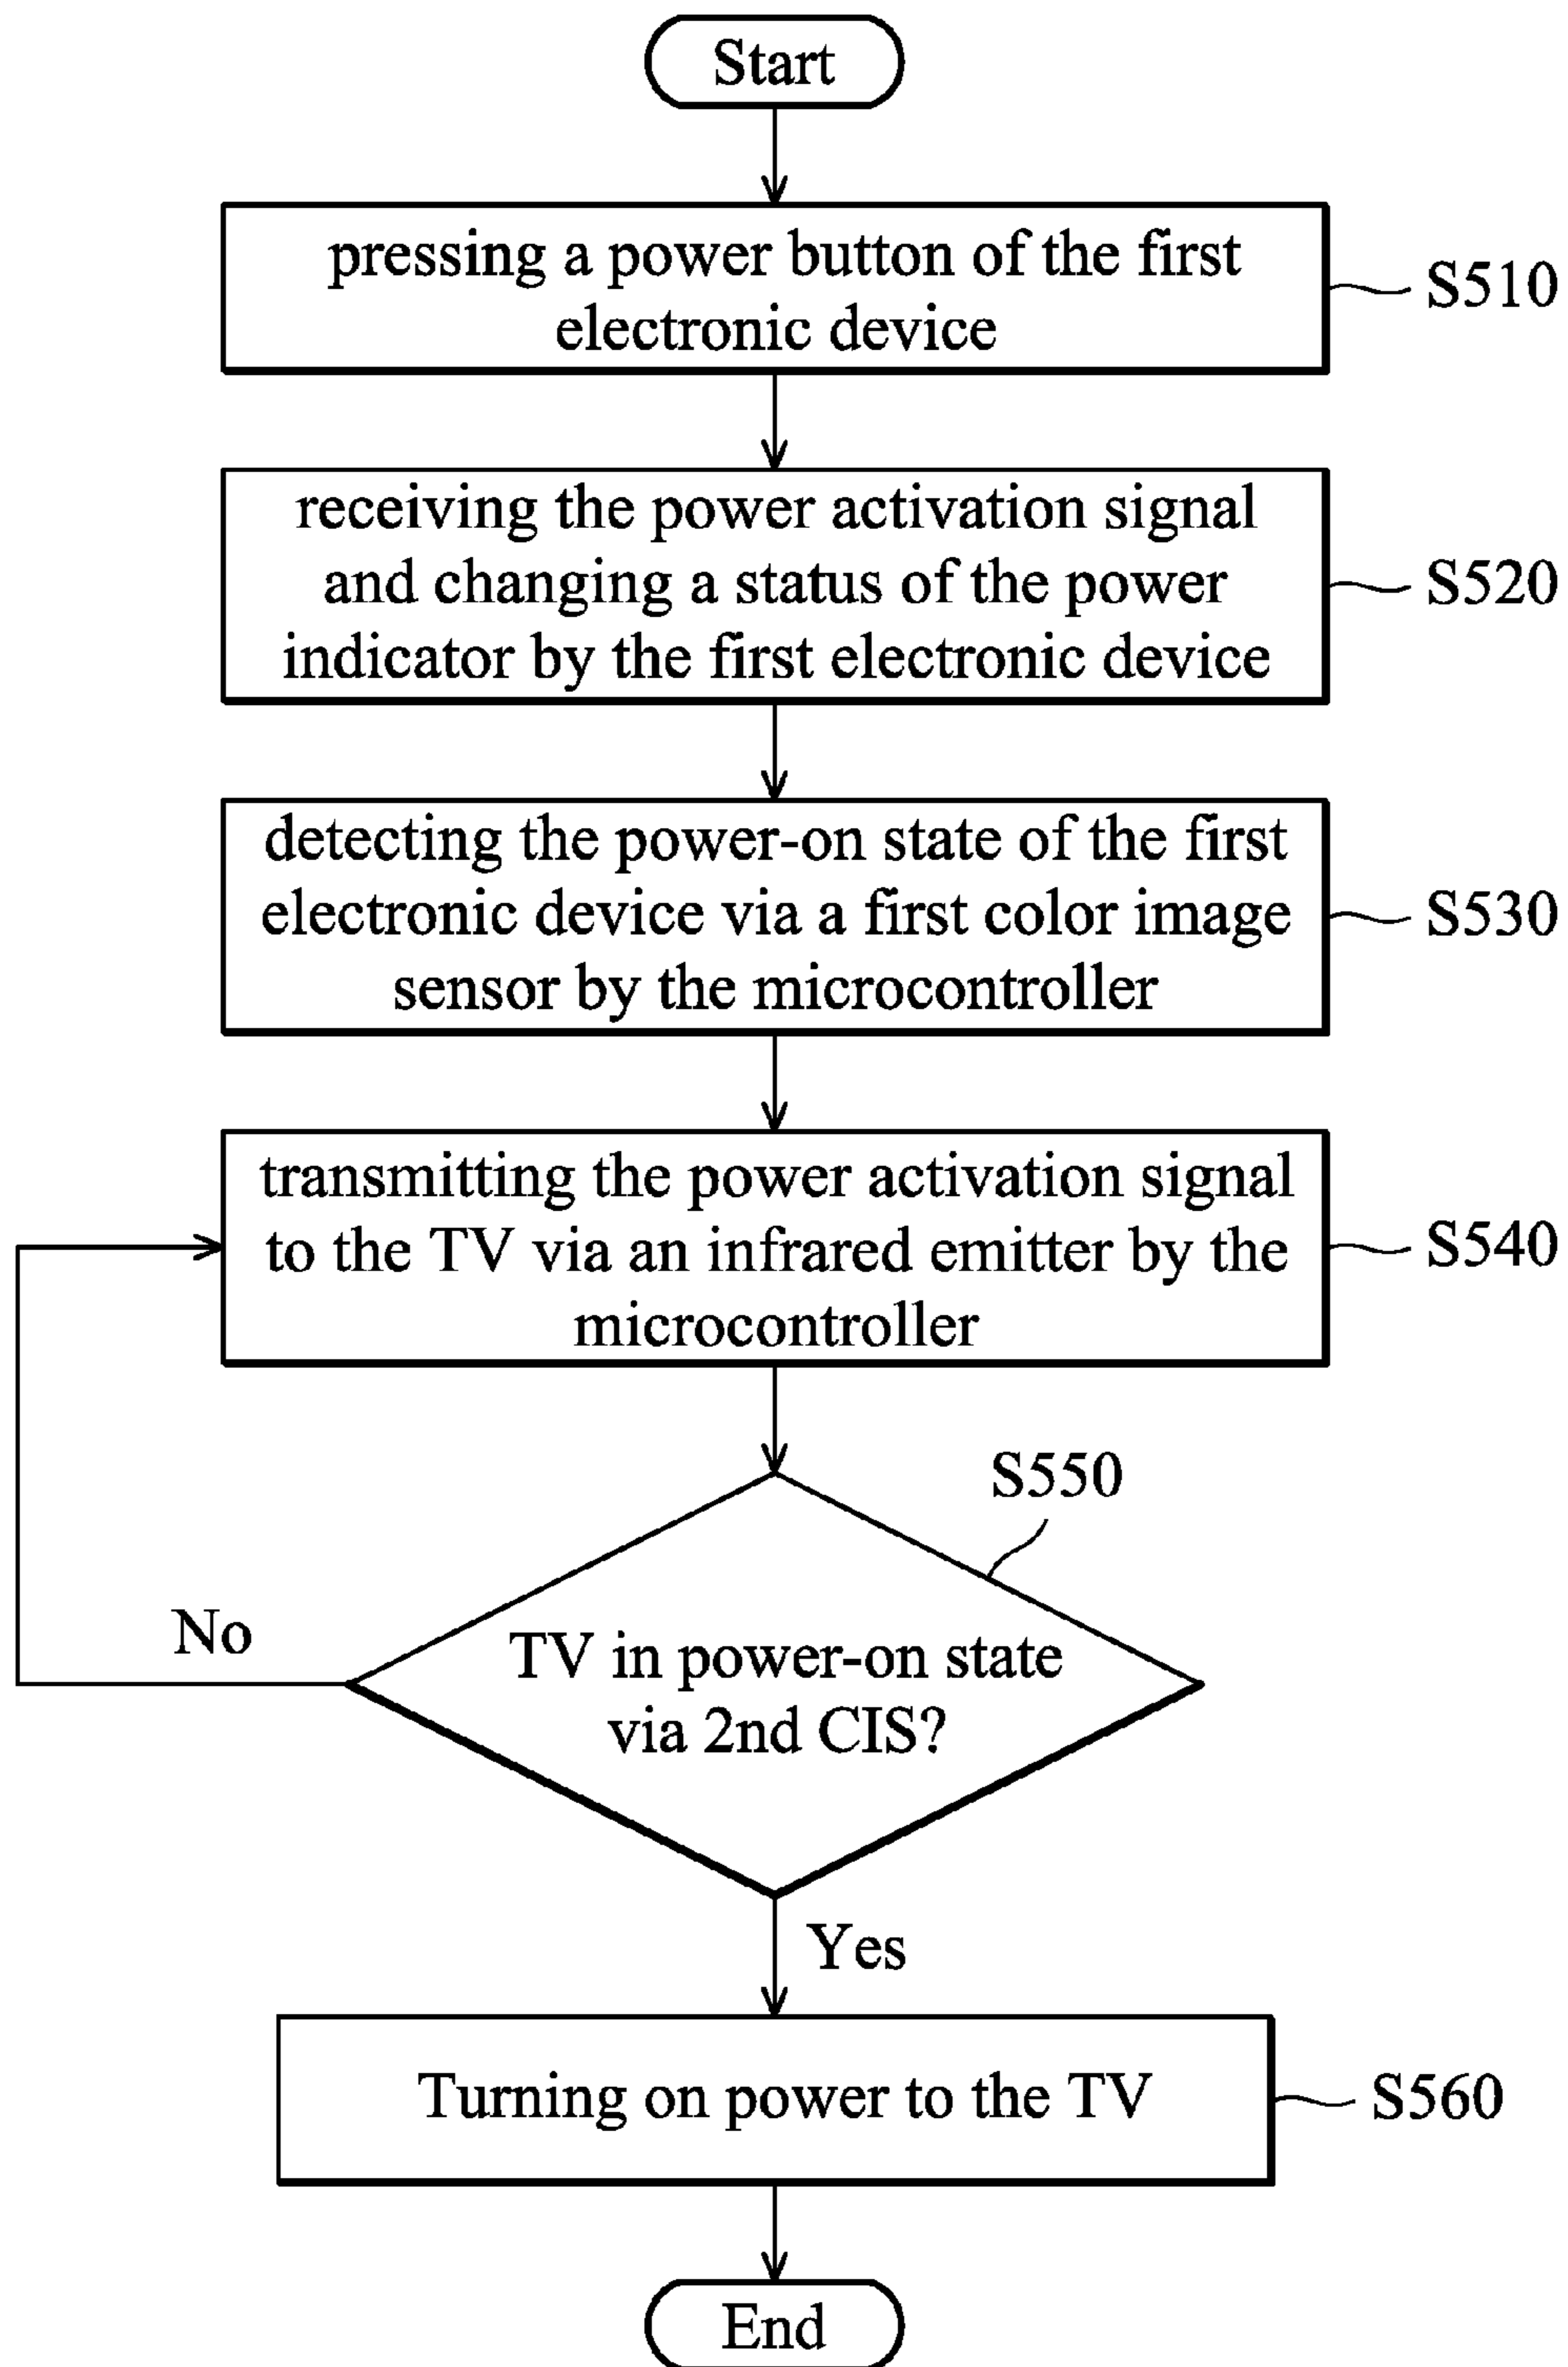 Start
pressing a power button of the first
electronic device
S510
receiving the power activation signal
and changing a status of the power
indicator by the first electronic device
S520
detecting the power-on state of the first
electronic device via a first color image
sensor by the microcontroller
S530
transmitting the power activation signal
to the TV via an infrared emitter by the
microcontroller
S540
S550
TV in power-on state
via 2nd CIS?
No
Yes
Turning on power to the TV
S560
End